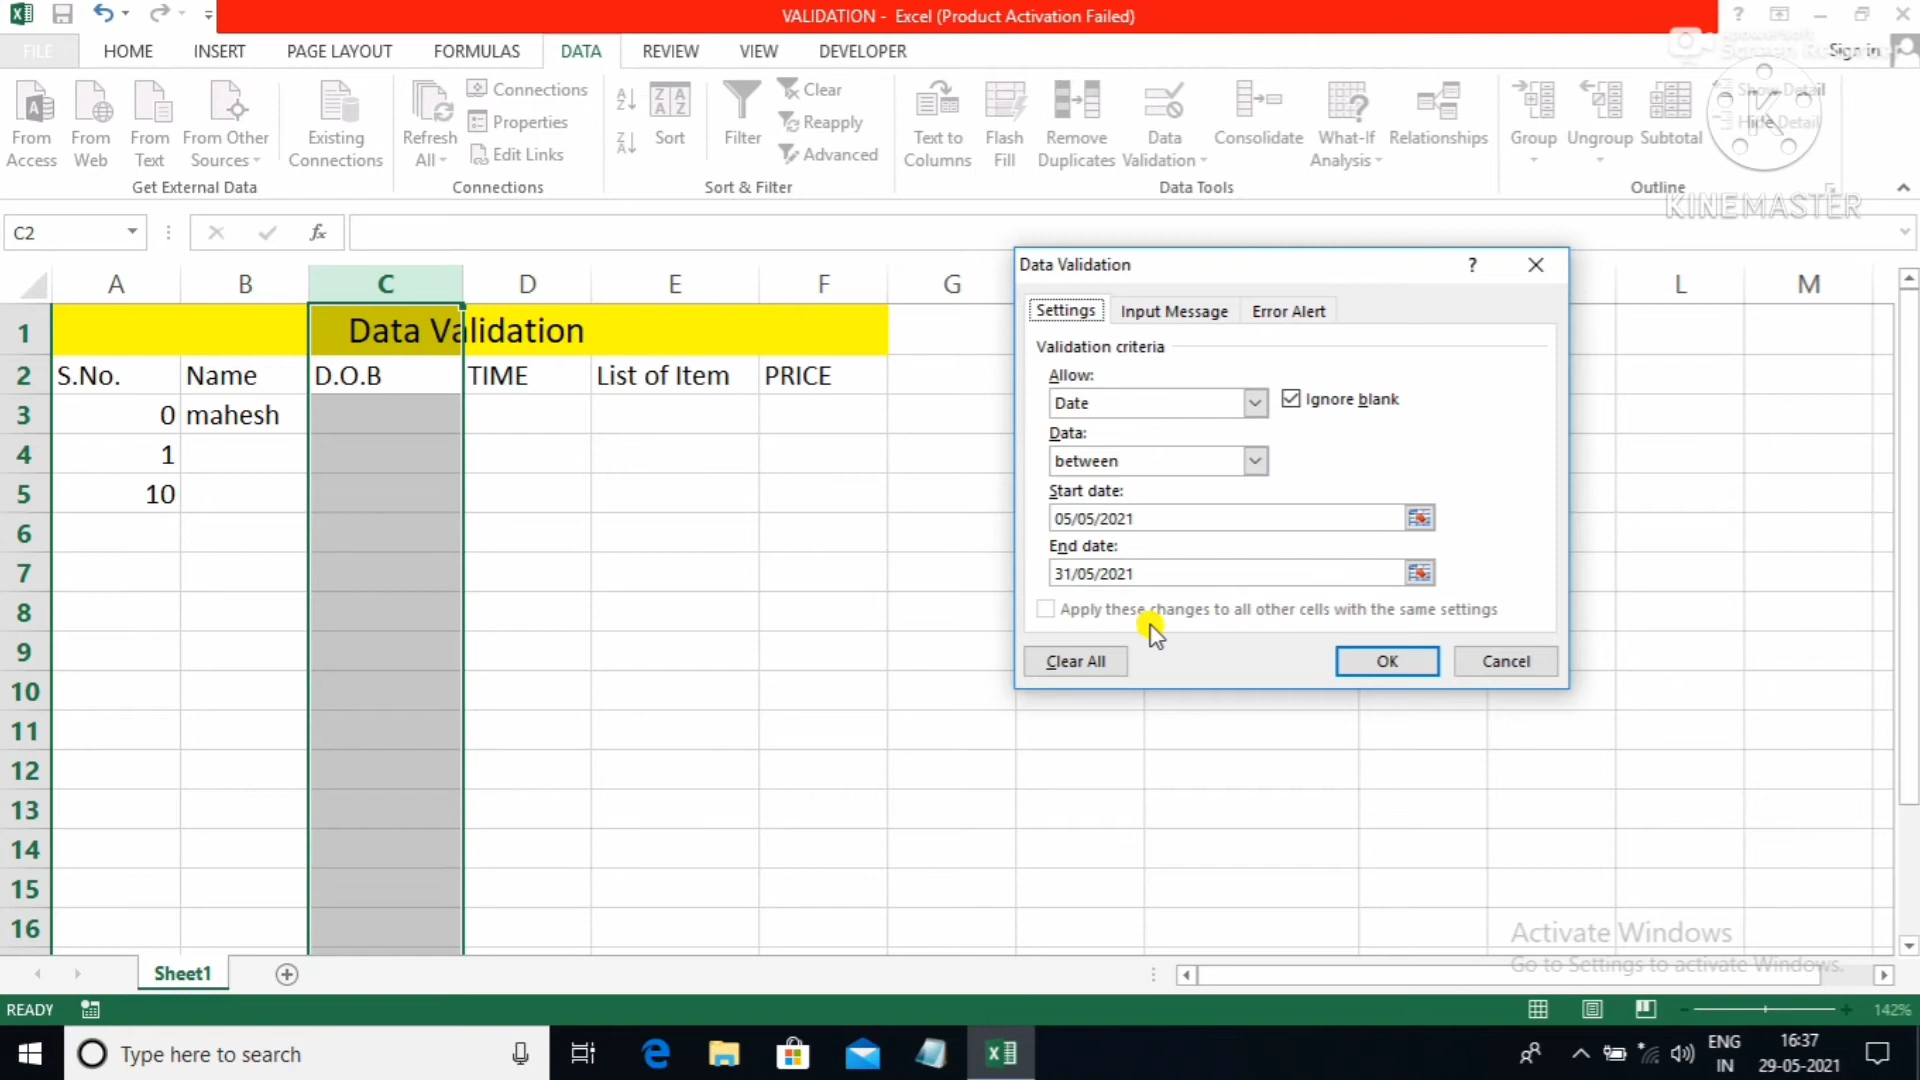 VALIDATION - Excel (Product Activation Failed)
FILE HOME INSERT PAGE LAYOUT FORMULAS DATA REVIEW VIEW DEVELOPER Sign in
From Access
From Web
From Text
From Other Sources
Existing Connections
Get External Data
Refresh All
Connections
Properties
Edit Links
Connections
Sort
Filter
Clear
Reapply
Advanced
Sort & Filter
Text to Columns
Flash Fill
Remove Duplicates
Data Validation
Consolidate
What-If Analysis
Relationships
Data Tools
Group
Ungroup
Subtotal
Show Detail
Hide Detail
Outline
KINEMASTER
C2
fx
A B C D E F G L M
1 Data Validation
2 S.No. Name D.O.B TIME List of Item PRICE
3 0 mahesh
4 1
5 10
6
7
8
9
10
11
12
13
14
15
16
Data Validation
Settings Input Message Error Alert
Validation criteria
Allow:
Date Ignore blank
Data:
between
Start date:
05/05/2021
End date:
31/05/2021
Apply these changes to all other cells with the same settings
Clear All OK Cancel
Activate Windows
Go to Settings to activate Windows.
Sheet1
READY 142%
Type here to search
ENG IN
16:37
29-05-2021